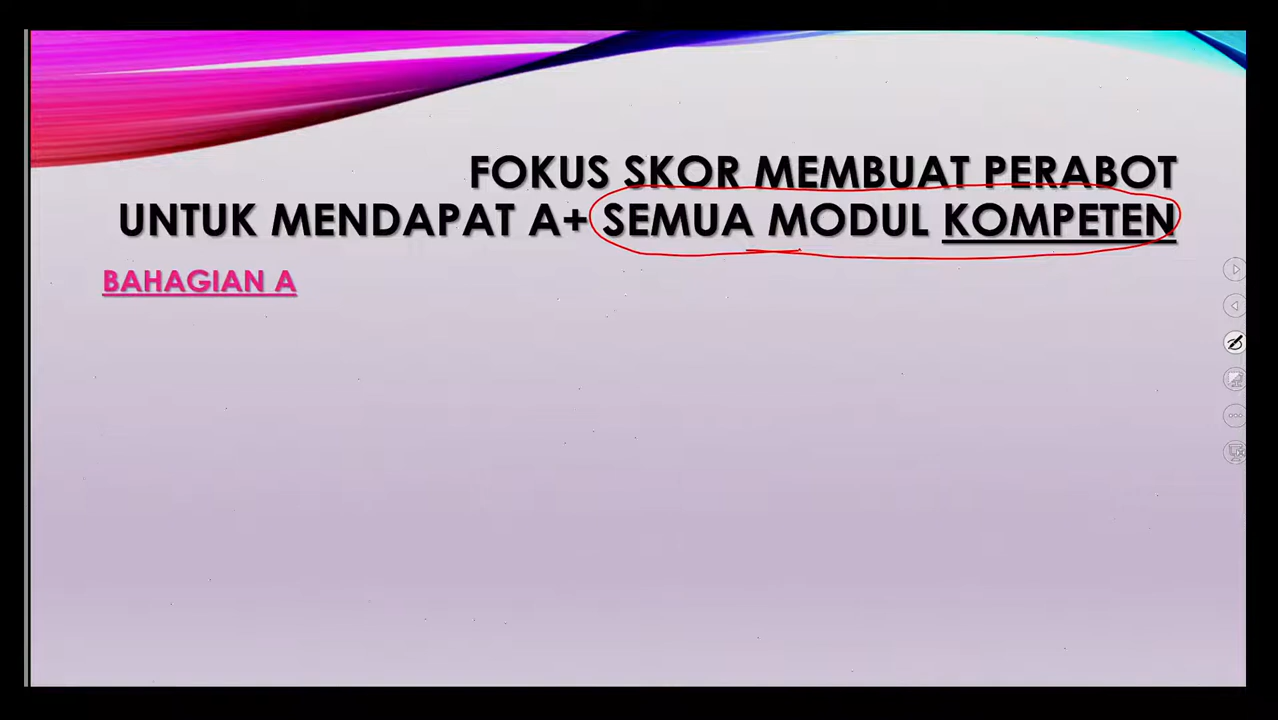 FOKUS SKOR MEMBUAT PERABOT
UNTUK MENDAPAT A+ SEMUA MODUL KOMPETEN
BAHAGIAN A